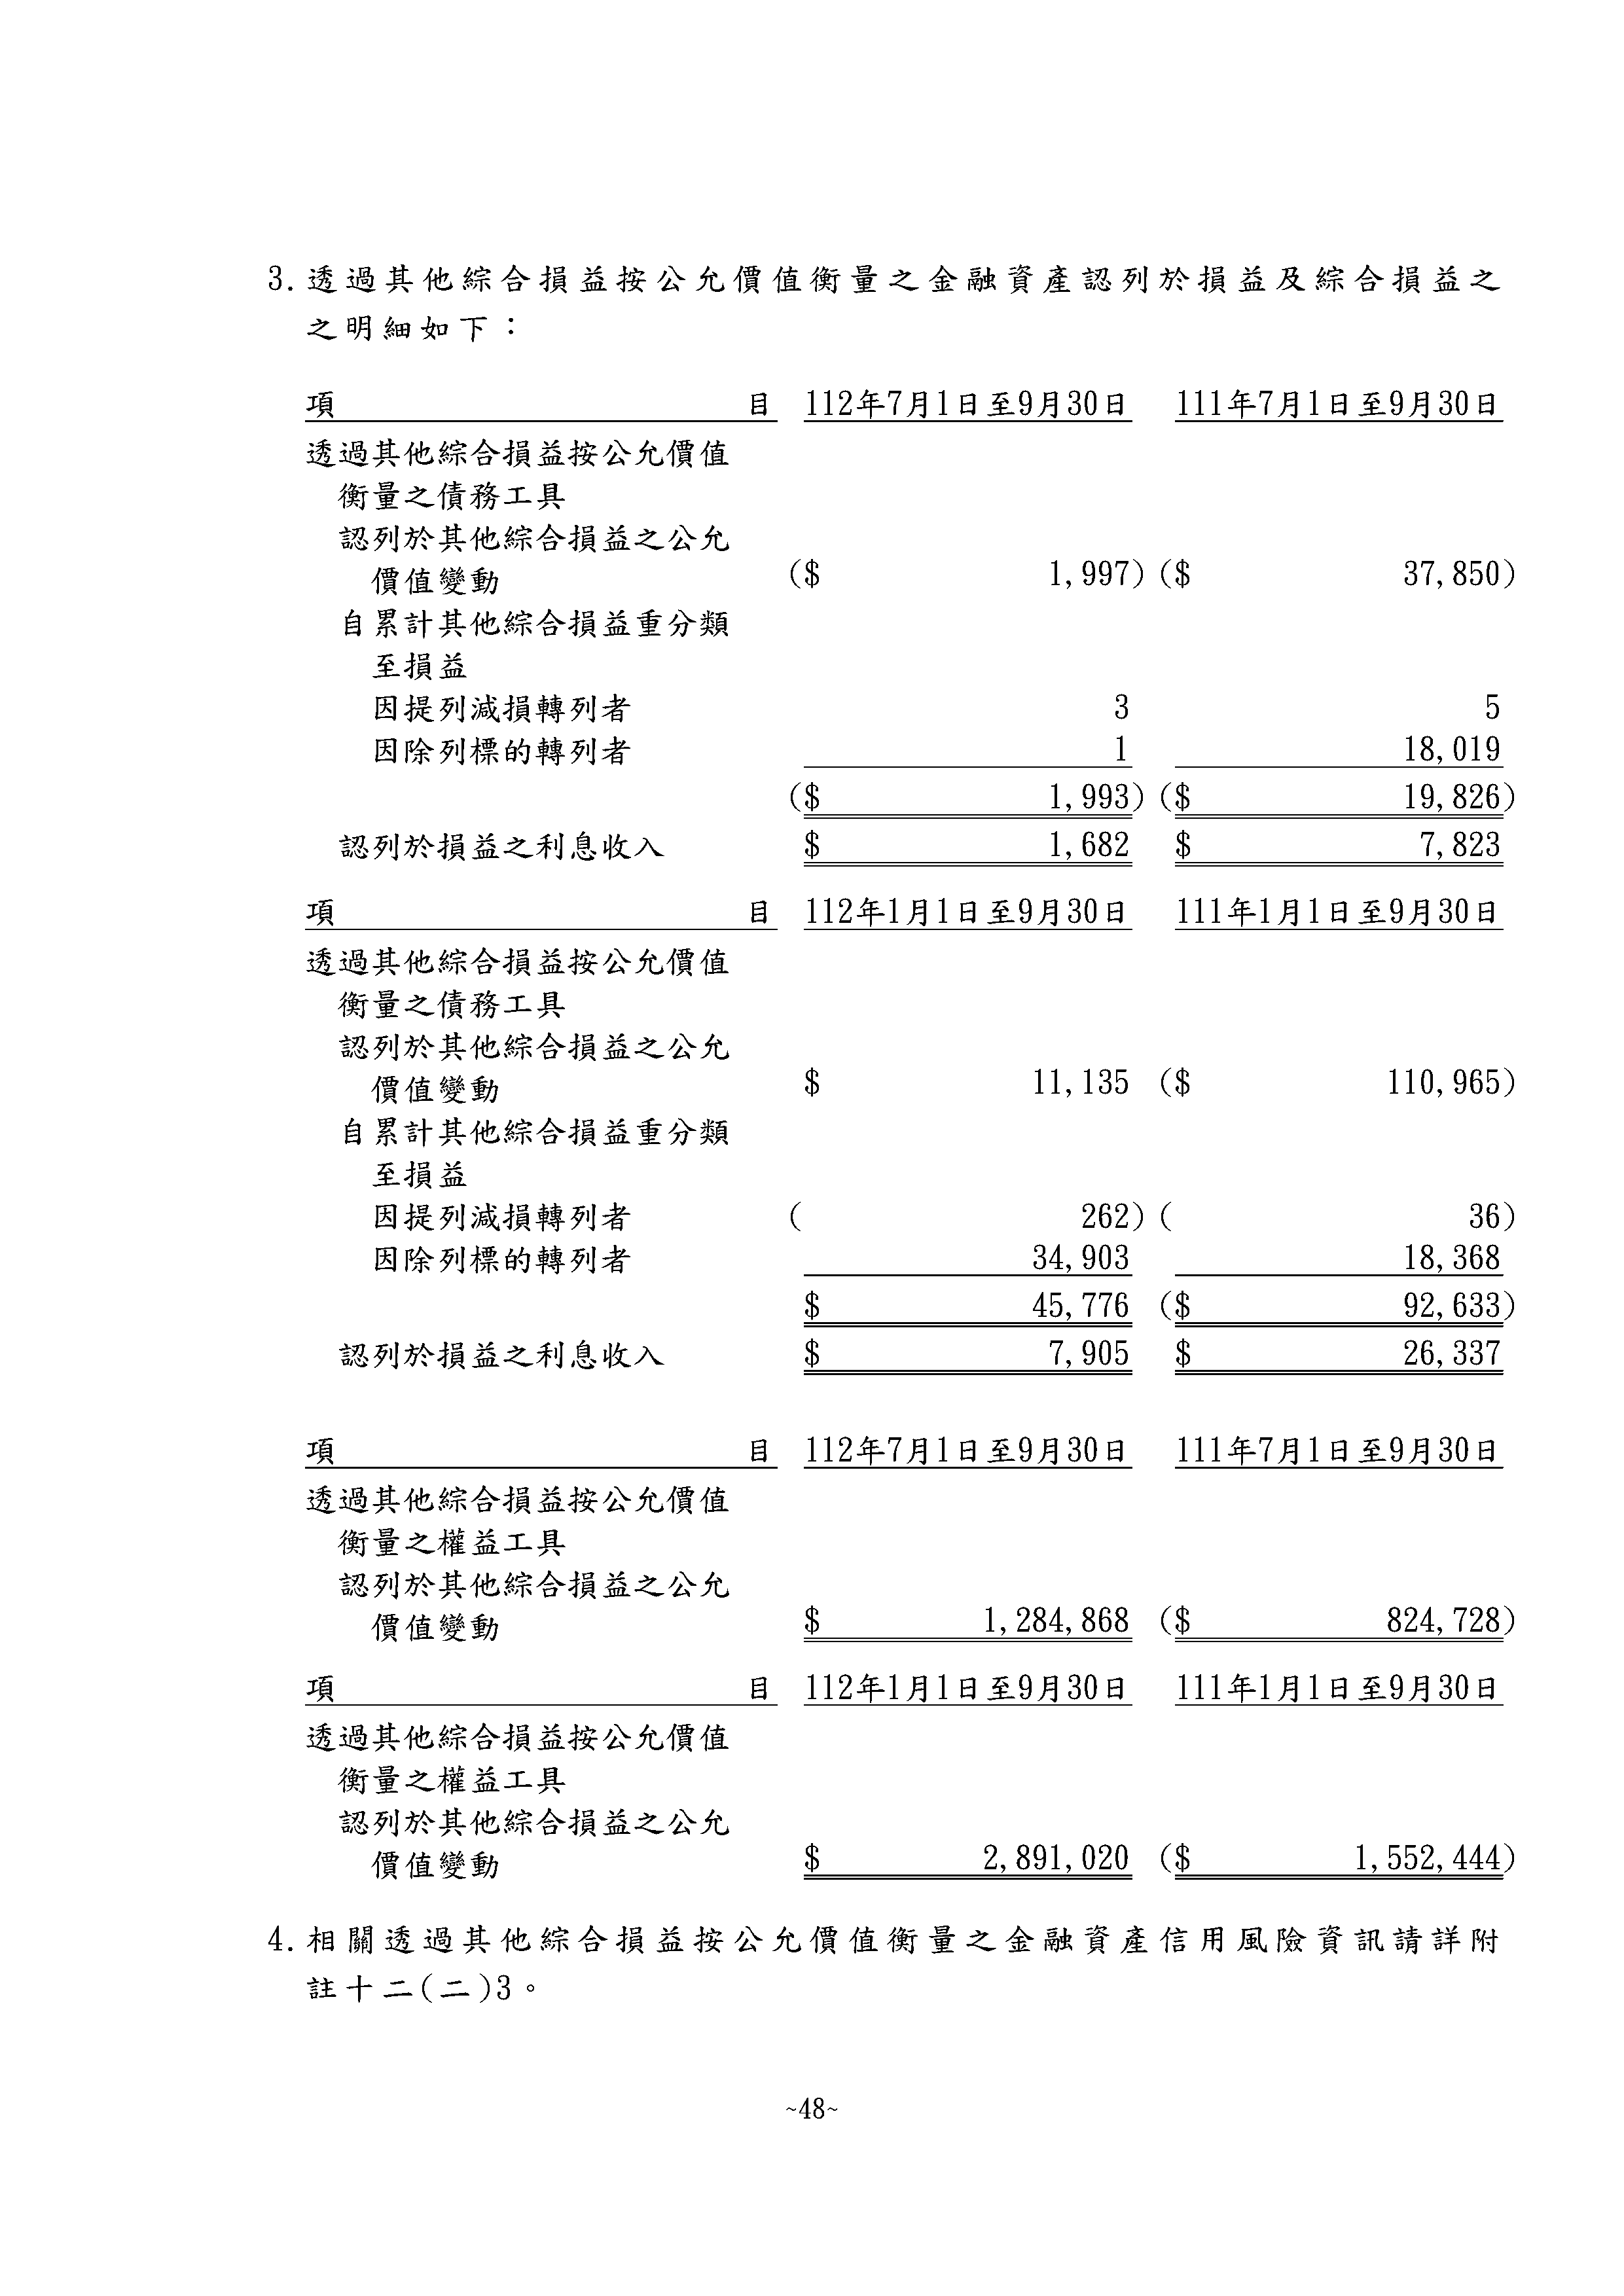 3.透過其他綜合損益按公允價值衡量之金融資產認列於損益及綜合損益之
之明細如下：
項 目 112年7月1日至9月30日 111年7月1日至9月30日
透過其他綜合損益按公允價值
衡量之債務工具
認列於其他綜合損益之公允
價值變動 ($ 1,997) ($ 37,850)
自累計其他綜合損益重分類
至損益
因提列減損轉列者 3 5
因除列標的轉列者 1 18,019
($ 1,993) ($ 19,826)
認列於損益之利息收入 $ 1,682 $ 7,823
項 目 112年1月1日至9月30日 111年1月1日至9月30日
透過其他綜合損益按公允價值
衡量之債務工具
認列於其他綜合損益之公允
價值變動 $ 11,135 ($ 110,965)
自累計其他綜合損益重分類
至損益
因提列減損轉列者 ( 262) ( 36)
因除列標的轉列者 34,903 18,368
$ 45,776 ($ 92,633)
認列於損益之利息收入 $ 7,905 $ 26,337
項 目 112年7月1日至9月30日 111年7月1日至9月30日
透過其他綜合損益按公允價值
衡量之權益工具
認列於其他綜合損益之公允
價值變動 $ 1,284,868 ($ 824,728)
項 目 112年1月1日至9月30日 111年1月1日至9月30日
透過其他綜合損益按公允價值
衡量之權益工具
認列於其他綜合損益之公允
價值變動 $ 2,891,020 ($ 1,552,444)
4.相關透過其他綜合損益按公允價值衡量之金融資產信用風險資訊請詳附
註十二(二)3。
~48~